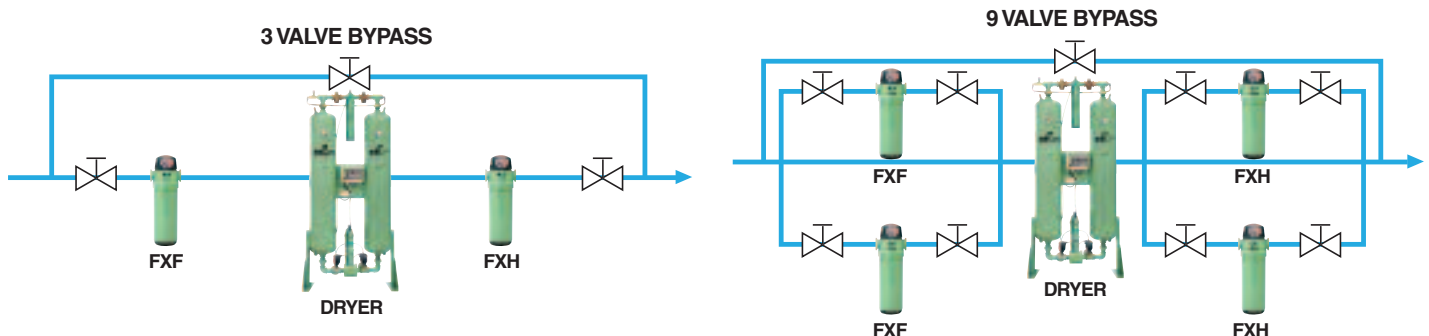 3 VALVE BYPASS
FXF
FXH
DRYER
9 VALVE BYPASS
FXF
FXH
DRYER
FXF
FXH